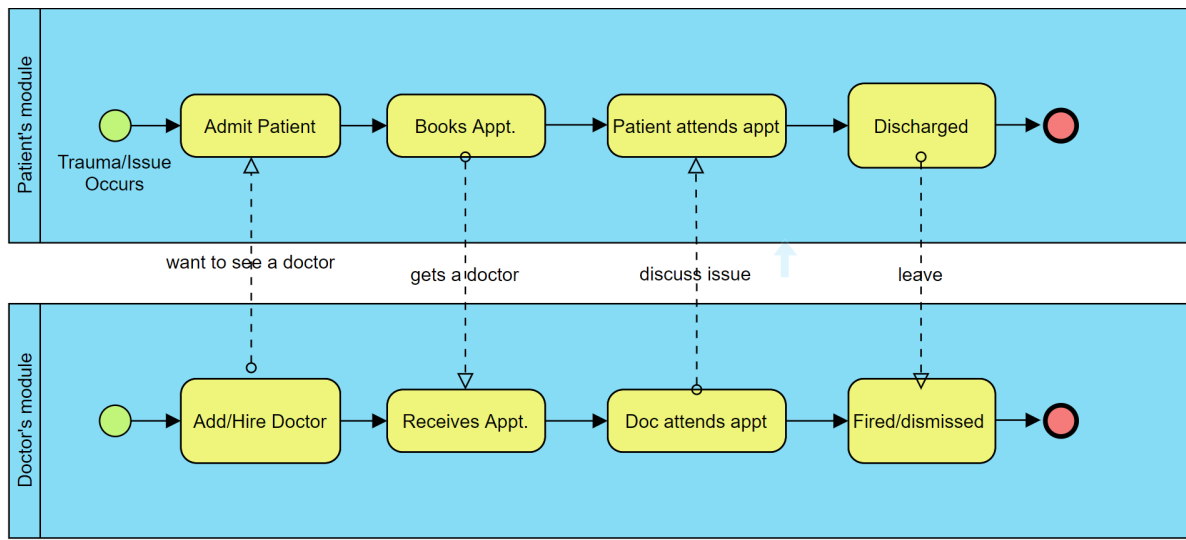 Patient's module
Trauma/Issue
Occurs
Admit Patient
Books Appt.
Patient attends appt
Discharged
want to see a doctor
gets a doctor
discuss issue
leave
Doctor's module
Add/Hire Doctor
Receives Appt.
Doc attends appt
Fired/dismissed